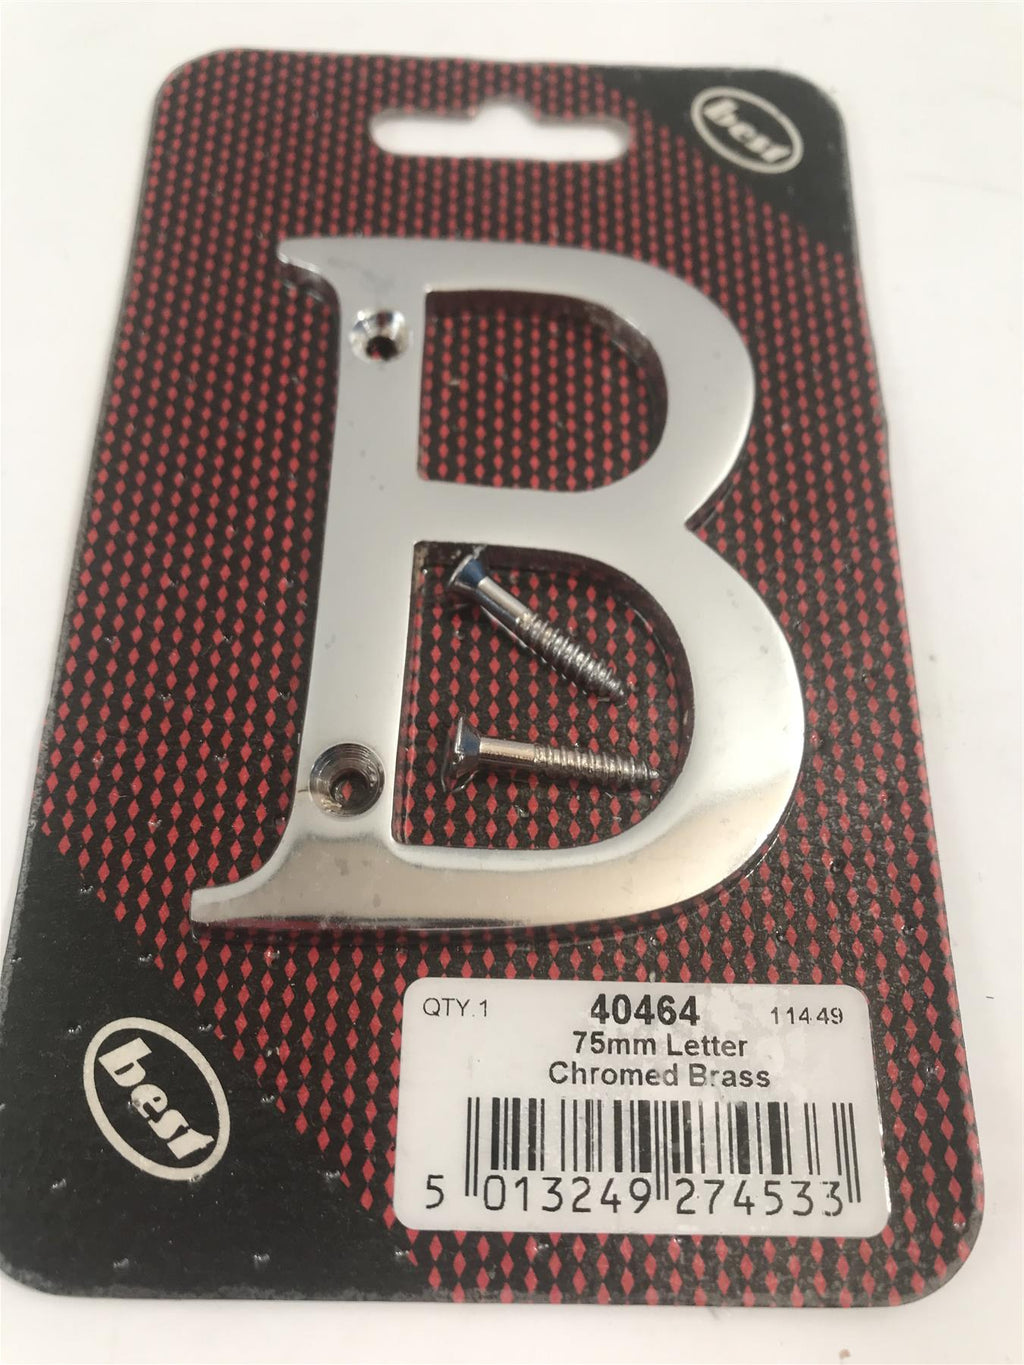 best
B
QTY.1 40464 11449
75mm Letter
Chromed Brass
5 013249 274533
best